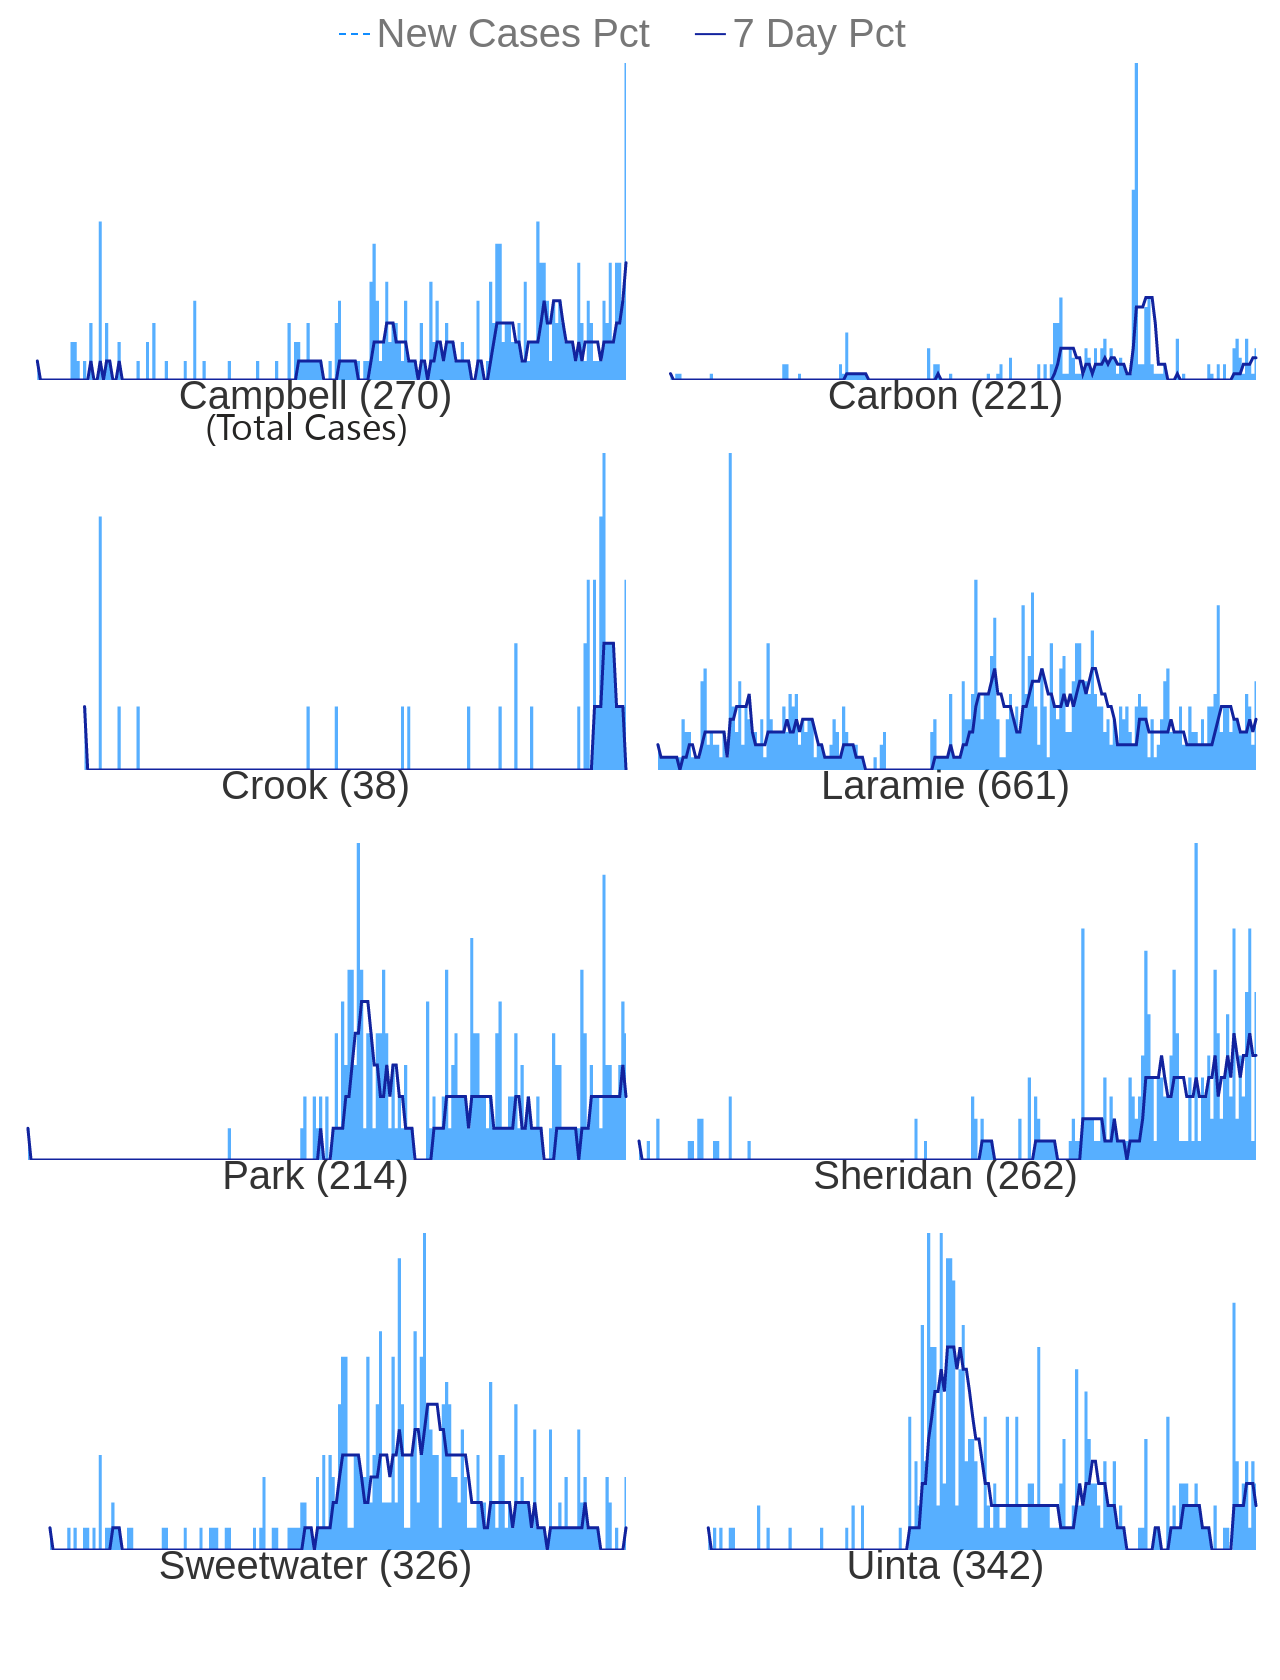 New Cases Pct 7 Day Pct
Campbell (270) Carbon (221)
(Total Cases)
Crook (38) Laramie (661)
Park (214) Sheridan (262)
Sweetwater (326) Uinta (342)